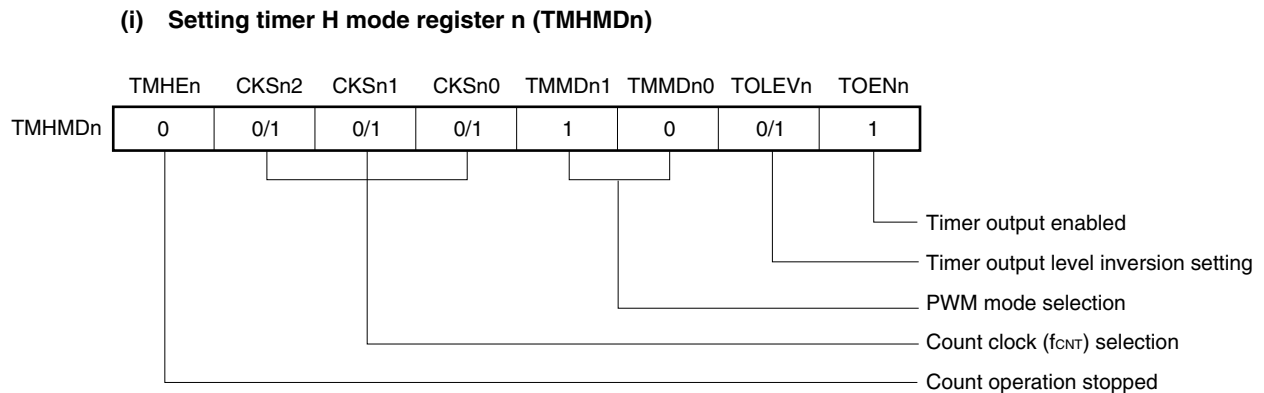 (i) Setting timer H mode register n (TMHMDn)
TMHEn CKSn2 CKSn1 CKSn0 TMMDn1 TMMDn0 TOLEVn TOENn
TMHMDn 0 0/1 0/1 0/1 1 0 0/1 1
Timer output enabled
Timer output level inversion setting
PWM mode selection
Count clock (fCNT) selection
Count operation stopped